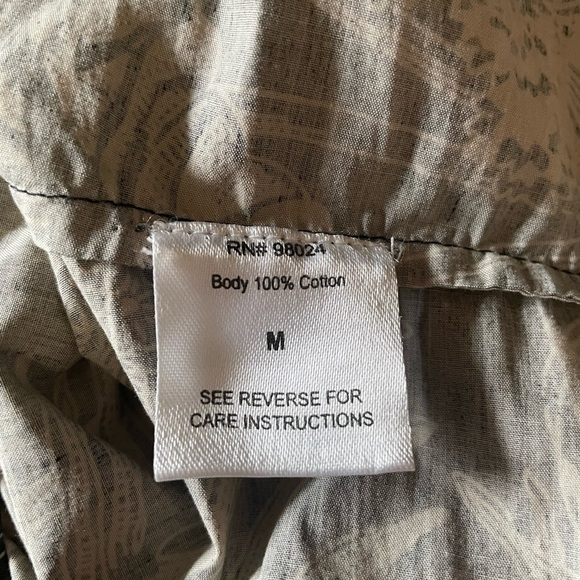 RN# 98024
Body 100% Cotton
M
SEE REVERSE FOR
CARE INSTRUCTIONS